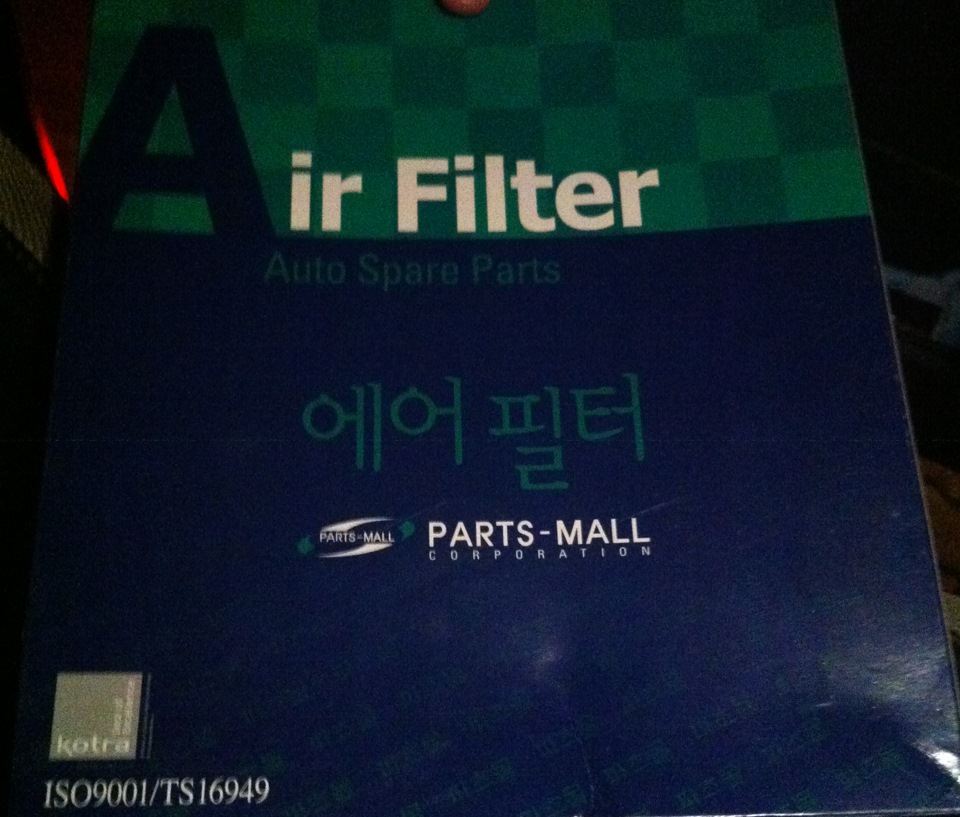 Air Filter
Auto Spare Parts
에어 필터
PARTS-MALL PARTS-MALL
CORPORATION
kotra
ISO9001/TS16949